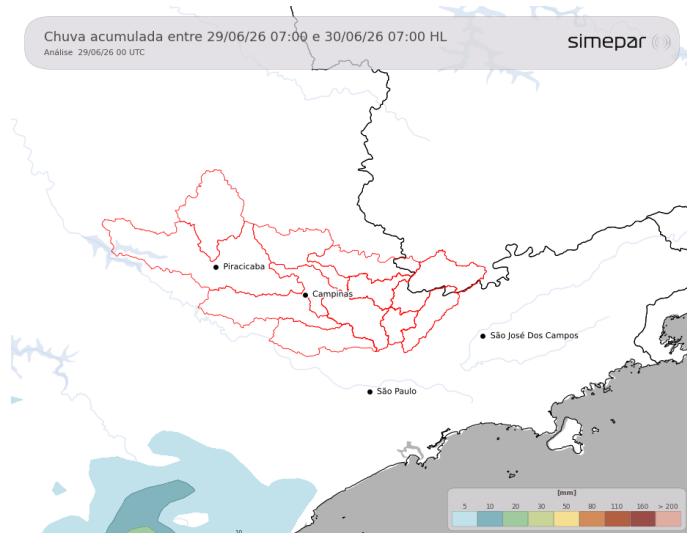 Chuva acumulada entre 29/06/26 07:00 e 30/06/26 07:00 HL
Análise 29/06/26 00 UTC
simepar
Piracicaba
Campinas
São José Dos Campos
São Paulo
10
[mm]
5 10 20 30 50 80 110 160 > 200